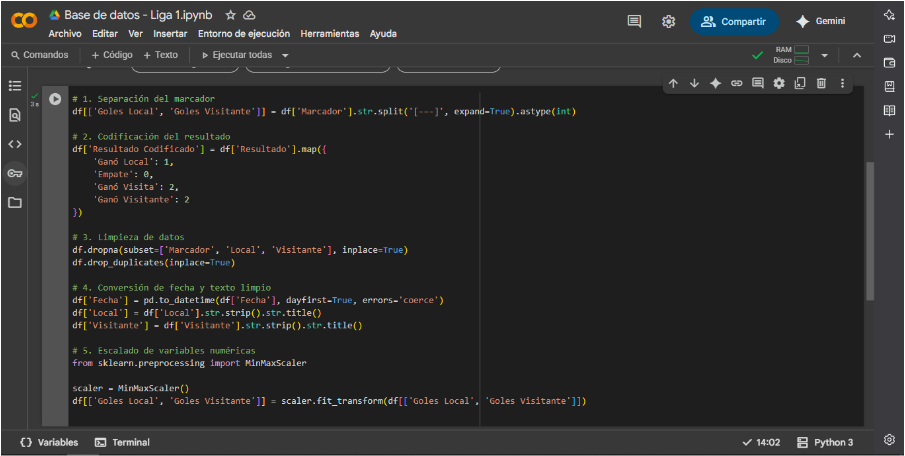 CO
Base de datos - Liga 1.ipynb
Archivo Editar Ver Insertar Entorno de ejecución Herramientas Ayuda
Compartir
Gemini
Comandos + Código + Texto Ejecutar todas
RAM
Disco
3 s
# 1. Separación del marcador
df[['Goles Local', 'Goles Visitante']] = df['Marcador'].str.split('[---]', expand=True).astype(int)
# 2. Codificación del resultado
df['Resultado Codificado'] = df['Resultado'].map({
'Ganó Local': 1,
'Empate': 0,
'Ganó Visita': 2,
'Ganó Visitante': 2
})
# 3. Limpieza de datos
df.dropna(subset=['Marcador', 'Local', 'Visitante'], inplace=True)
df.drop_duplicates(inplace=True)
# 4. Conversión de fecha y texto limpio
df['Fecha'] = pd.to_datetime(df['Fecha'], dayfirst=True, errors='coerce')
df['Local'] = df['Local'].str.strip().str.title()
df['Visitante'] = df['Visitante'].str.strip().str.title()
# 5. Escalado de variables numéricas
from sklearn.preprocessing import MinMaxScaler
scaler = MinMaxScaler()
df[['Goles Local', 'Goles Visitante']] = scaler.fit_transform(df[['Goles Local', 'Goles Visitante']])
{} Variables Terminal
14:02 Python 3